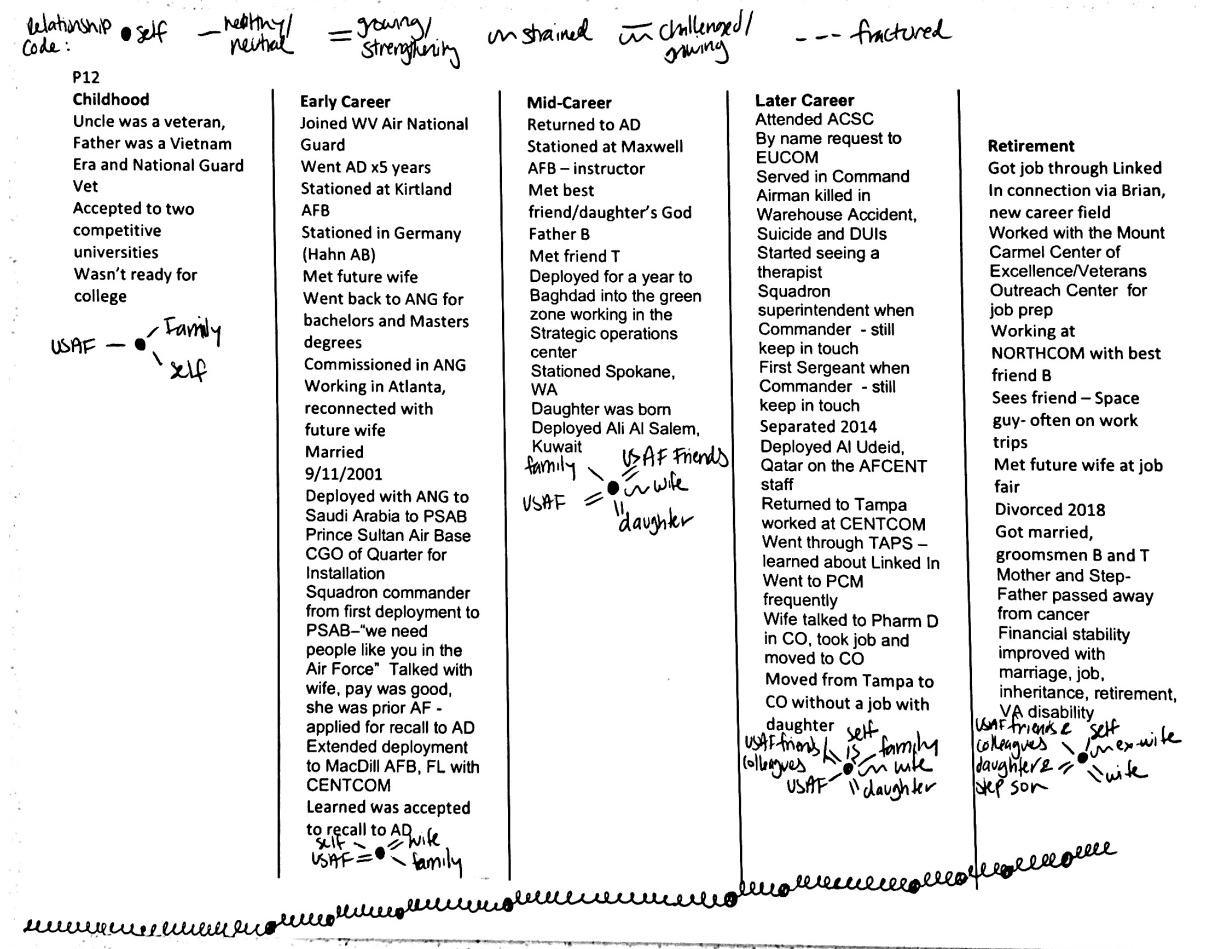 Relationship Code: self healthy/neutral growing/strengthening strained challenged/growing fractured
P12
Childhood
Uncle was a veteran,
Father was a Vietnam
Era and National Guard
Vet
Accepted to two
competitive
universities
Wasn't ready for
college
Family
USAF
self
Early Career
Joined WV Air National
Guard
Went AD x5 years
Stationed at Kirtland
AFB
Stationed in Germany
(Hahn AB)
Met future wife
Went back to ANG for
bachelors and Masters
degrees
Commissioned in ANG
Working in Atlanta,
reconnected with
future wife
Married
9/11/2001
Deployed with ANG to
Saudi Arabia to PSAB
Prince Sultan Air Base
CGO of Quarter for
Installation
Squadron commander
from first deployment to
PSAB–"we need
people like you in the
Air Force" Talked with
wife, pay was good,
she was prior AF -
applied for recall to AD
Extended deployment
to MacDill AFB, FL with
CENTCOM
Learned was accepted
to recall to AD
self wife
USAF family
Mid-Career
Returned to AD
Stationed at Maxwell
AFB – instructor
Met best
friend/daughter's God
Father B
Met friend T
Deployed for a year to
Baghdad into the green
zone working in the
Strategic operations
center
Stationed Spokane,
WA
Daughter was born
Deployed Ali Al Salem,
Kuwait
family USAF Friends
USAF wife
daughter
Later Career
Attended ACSC
By name request to
EUCOM
Served in Command
Airman killed in
Warehouse Accident,
Suicide and DUIs
Started seeing a
therapist
Squadron
superintendent when
Commander - still
keep in touch
First Sergeant when
Commander - still
keep in touch
Separated 2014
Deployed Al Udeid,
Qatar on the AFCENT
staff
Returned to Tampa
worked at CENTCOM
Went through TAPS –
learned about Linked In
Went to PCM
frequently
Wife talked to Pharm D
in CO, took job and
moved to CO
Moved from Tampa to
CO without a job with
daughter
self
USAF friends/ family
colleagues wife
USAF daughter
Retirement
Got job through Linked
In connection via Brian,
new career field
Worked with the Mount
Carmel Center of
Excellence/Veterans
Outreach Center for
job prep
Working at
NORTHCOM with best
friend B
Sees friend – Space
guy- often on work
trips
Met future wife at job
fair
Divorced 2018
Got married,
groomsmen B and T
Mother and Step-
Father passed away
from cancer
Financial stability
improved with
marriage, job,
inheritance, retirement,
VA disability
USAF friends & self
colleagues ex-wife
daughter & wife
step son